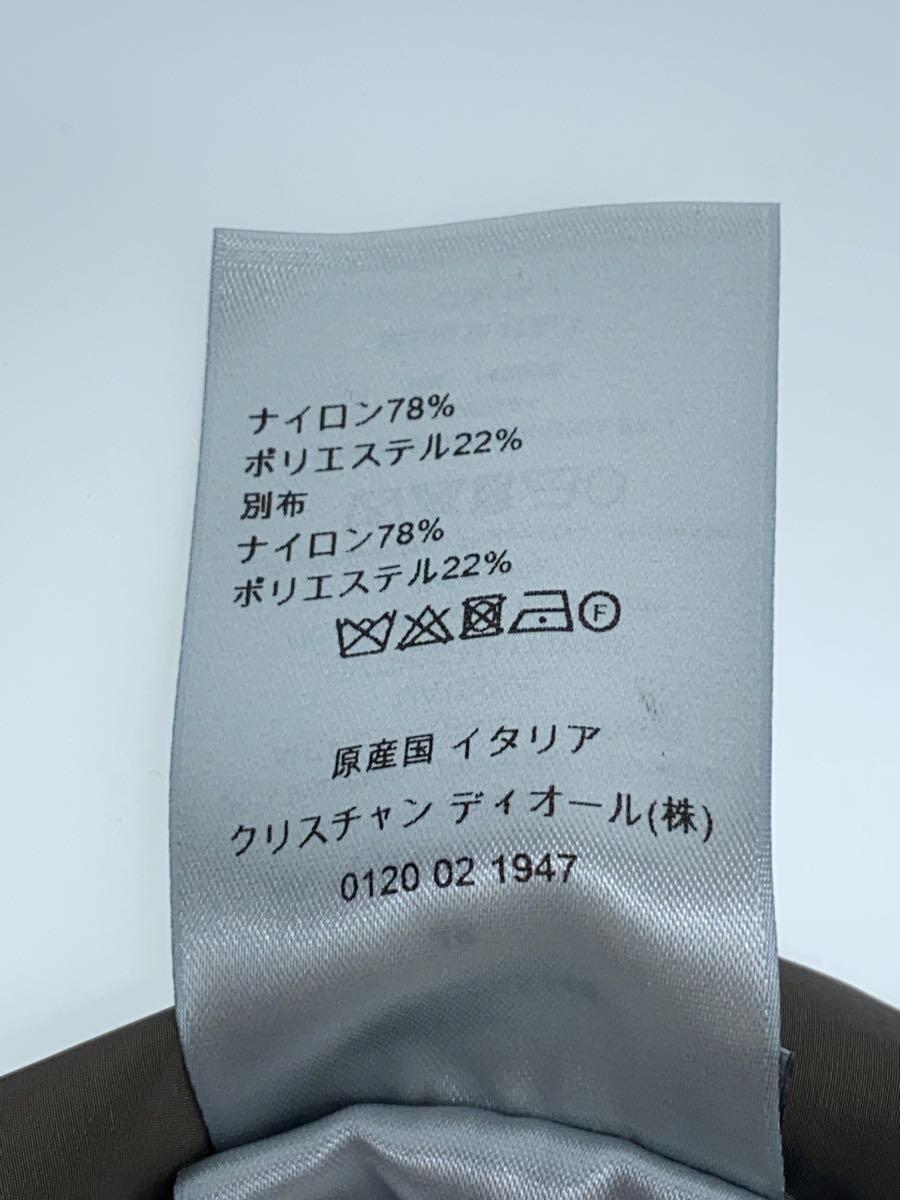 ナイロン78%
ポリエステル22%
別布
ナイロン78%
ポリエステル22%
F
原産国 イタリア
クリスチャン ディオール(株)
0120 02 1947